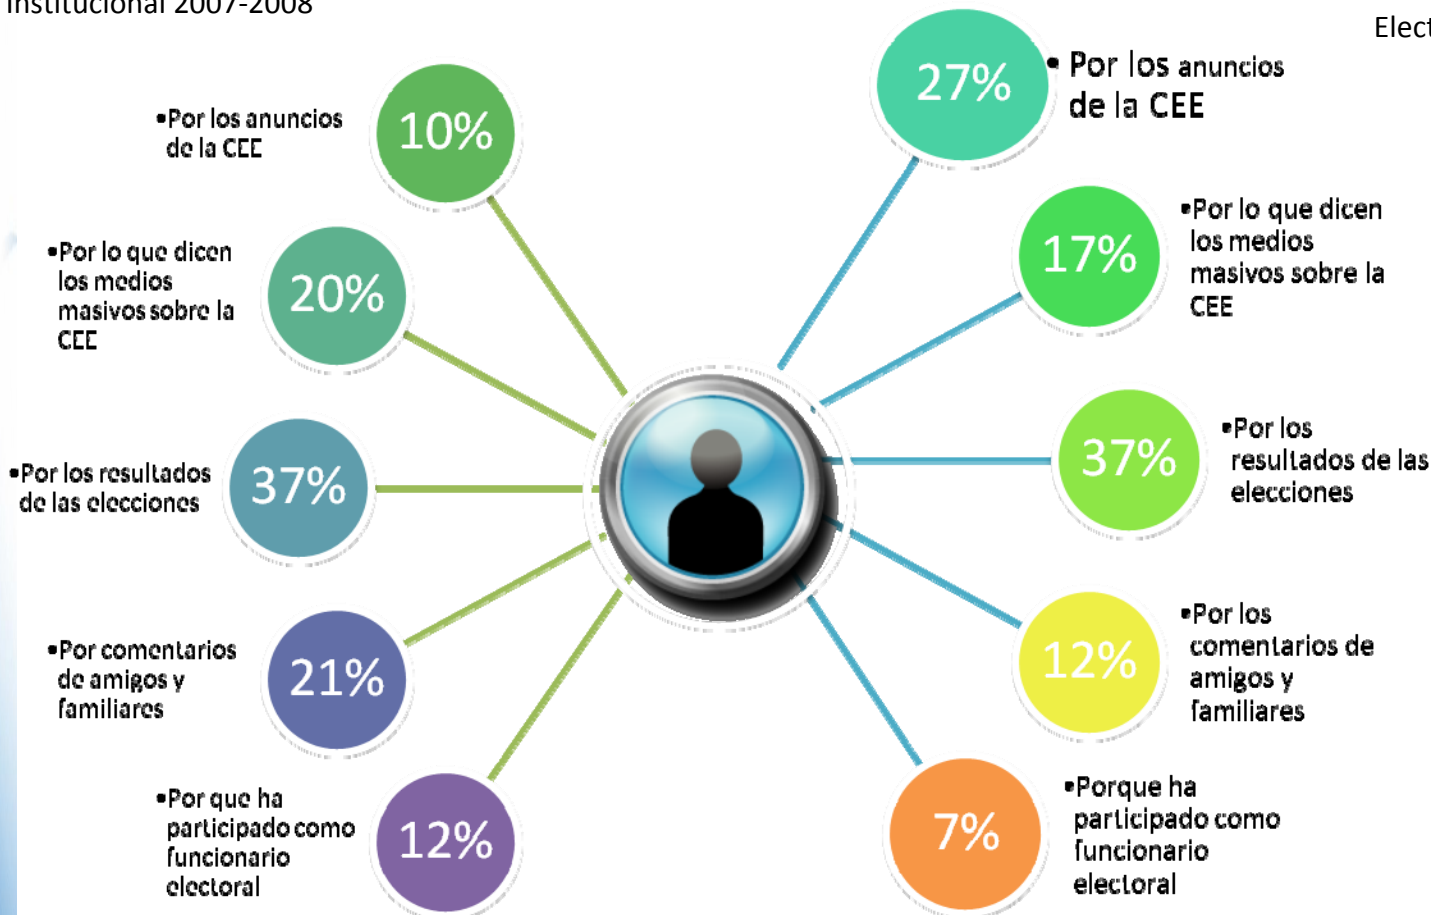 Institucional 2007-2008
•Por los anuncios
de la CEE
10%
•Por lo que dicen
los medios
masivos sobre la
CEE
20%
•Por los resultados
de las elecciones
37%
•Por comentarios
de amigos y
familiares
21%
•Por que ha
participado como
funcionario
electoral
12%
Elect
27%
• Por los anuncios
de la CEE
17%
•Por lo que dicen
los medios
masivos sobre la
CEE
37%
•Por los
resultados de las
elecciones
12%
•Por los
comentarios de
amigos y
familiares
7%
•Porque ha
participado como
funcionario
electoral